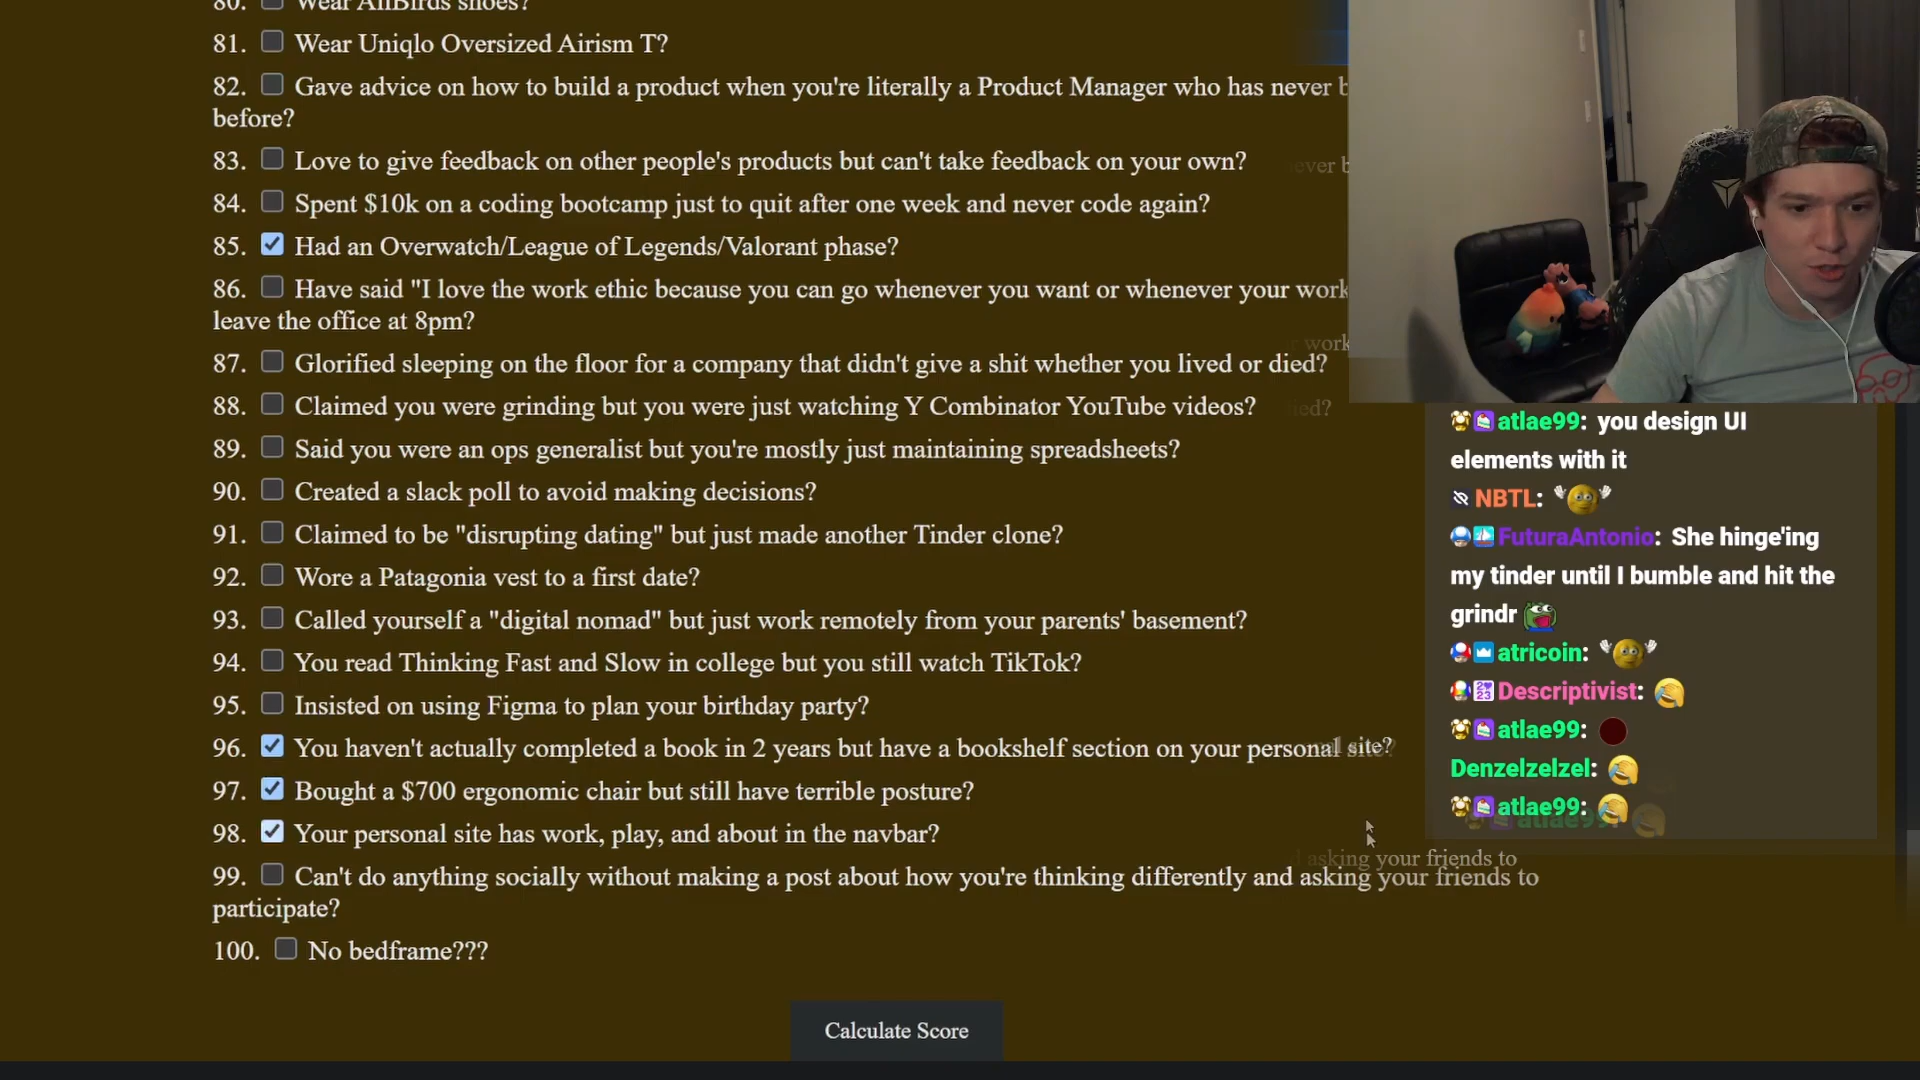 80. Wear AllBirds shoes?
81. Wear Uniqlo Oversized Airism T?
82. Gave advice on how to build a product when you're literally a Product Manager who has never
before?
83. Love to give feedback on other people's products but can't take feedback on your own?
84. Spent $10k on a coding bootcamp just to quit after one week and never code again?
85. Had an Overwatch/League of Legends/Valorant phase?
86. Have said "I love the work ethic because you can go whenever you want or whenever your work
leave the office at 8pm?
87. Glorified sleeping on the floor for a company that didn't give a shit whether you lived or died?
88. Claimed you were grinding but you were just watching Y Combinator YouTube videos?
89. Said you were an ops generalist but you're mostly just maintaining spreadsheets?
90. Created a slack poll to avoid making decisions?
91. Claimed to be "disrupting dating" but just made another Tinder clone?
92. Wore a Patagonia vest to a first date?
93. Called yourself a "digital nomad" but just work remotely from your parents' basement?
94. You read Thinking Fast and Slow in college but you still watch TikTok?
95. Insisted on using Figma to plan your birthday party?
96. You haven't actually completed a book in 2 years but have a bookshelf section on your personal site?
97. Bought a $700 ergonomic chair but still have terrible posture?
98. Your personal site has work, play, and about in the navbar?
99. Can't do anything socially without making a post about how you're thinking differently and asking your friends to
participate?
100. No bedframe???
Calculate Score
atlae99: you design UI
elements with it
NBTL:
FuturaAntonio: She hinge'ing
my tinder until I bumble and hit the
grindr
atricoin:
Descriptivist:
atlae99:
Denzelzelzel:
atlae99: